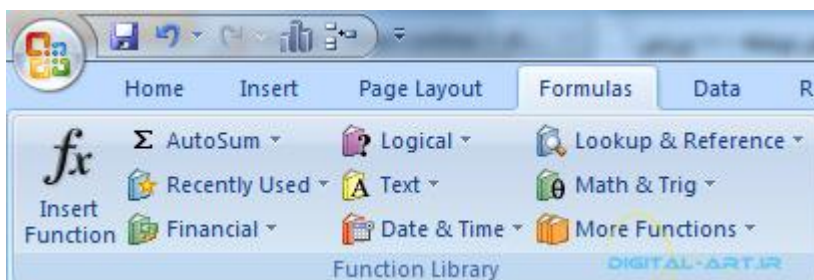 Home Insert Page Layout Formulas Data R
fx Σ AutoSum Logical Lookup & Reference
Recently Used A Text θ Math & Trig
Insert Function Financial Date & Time More Functions
Function Library
DIGITAL-ART.IR